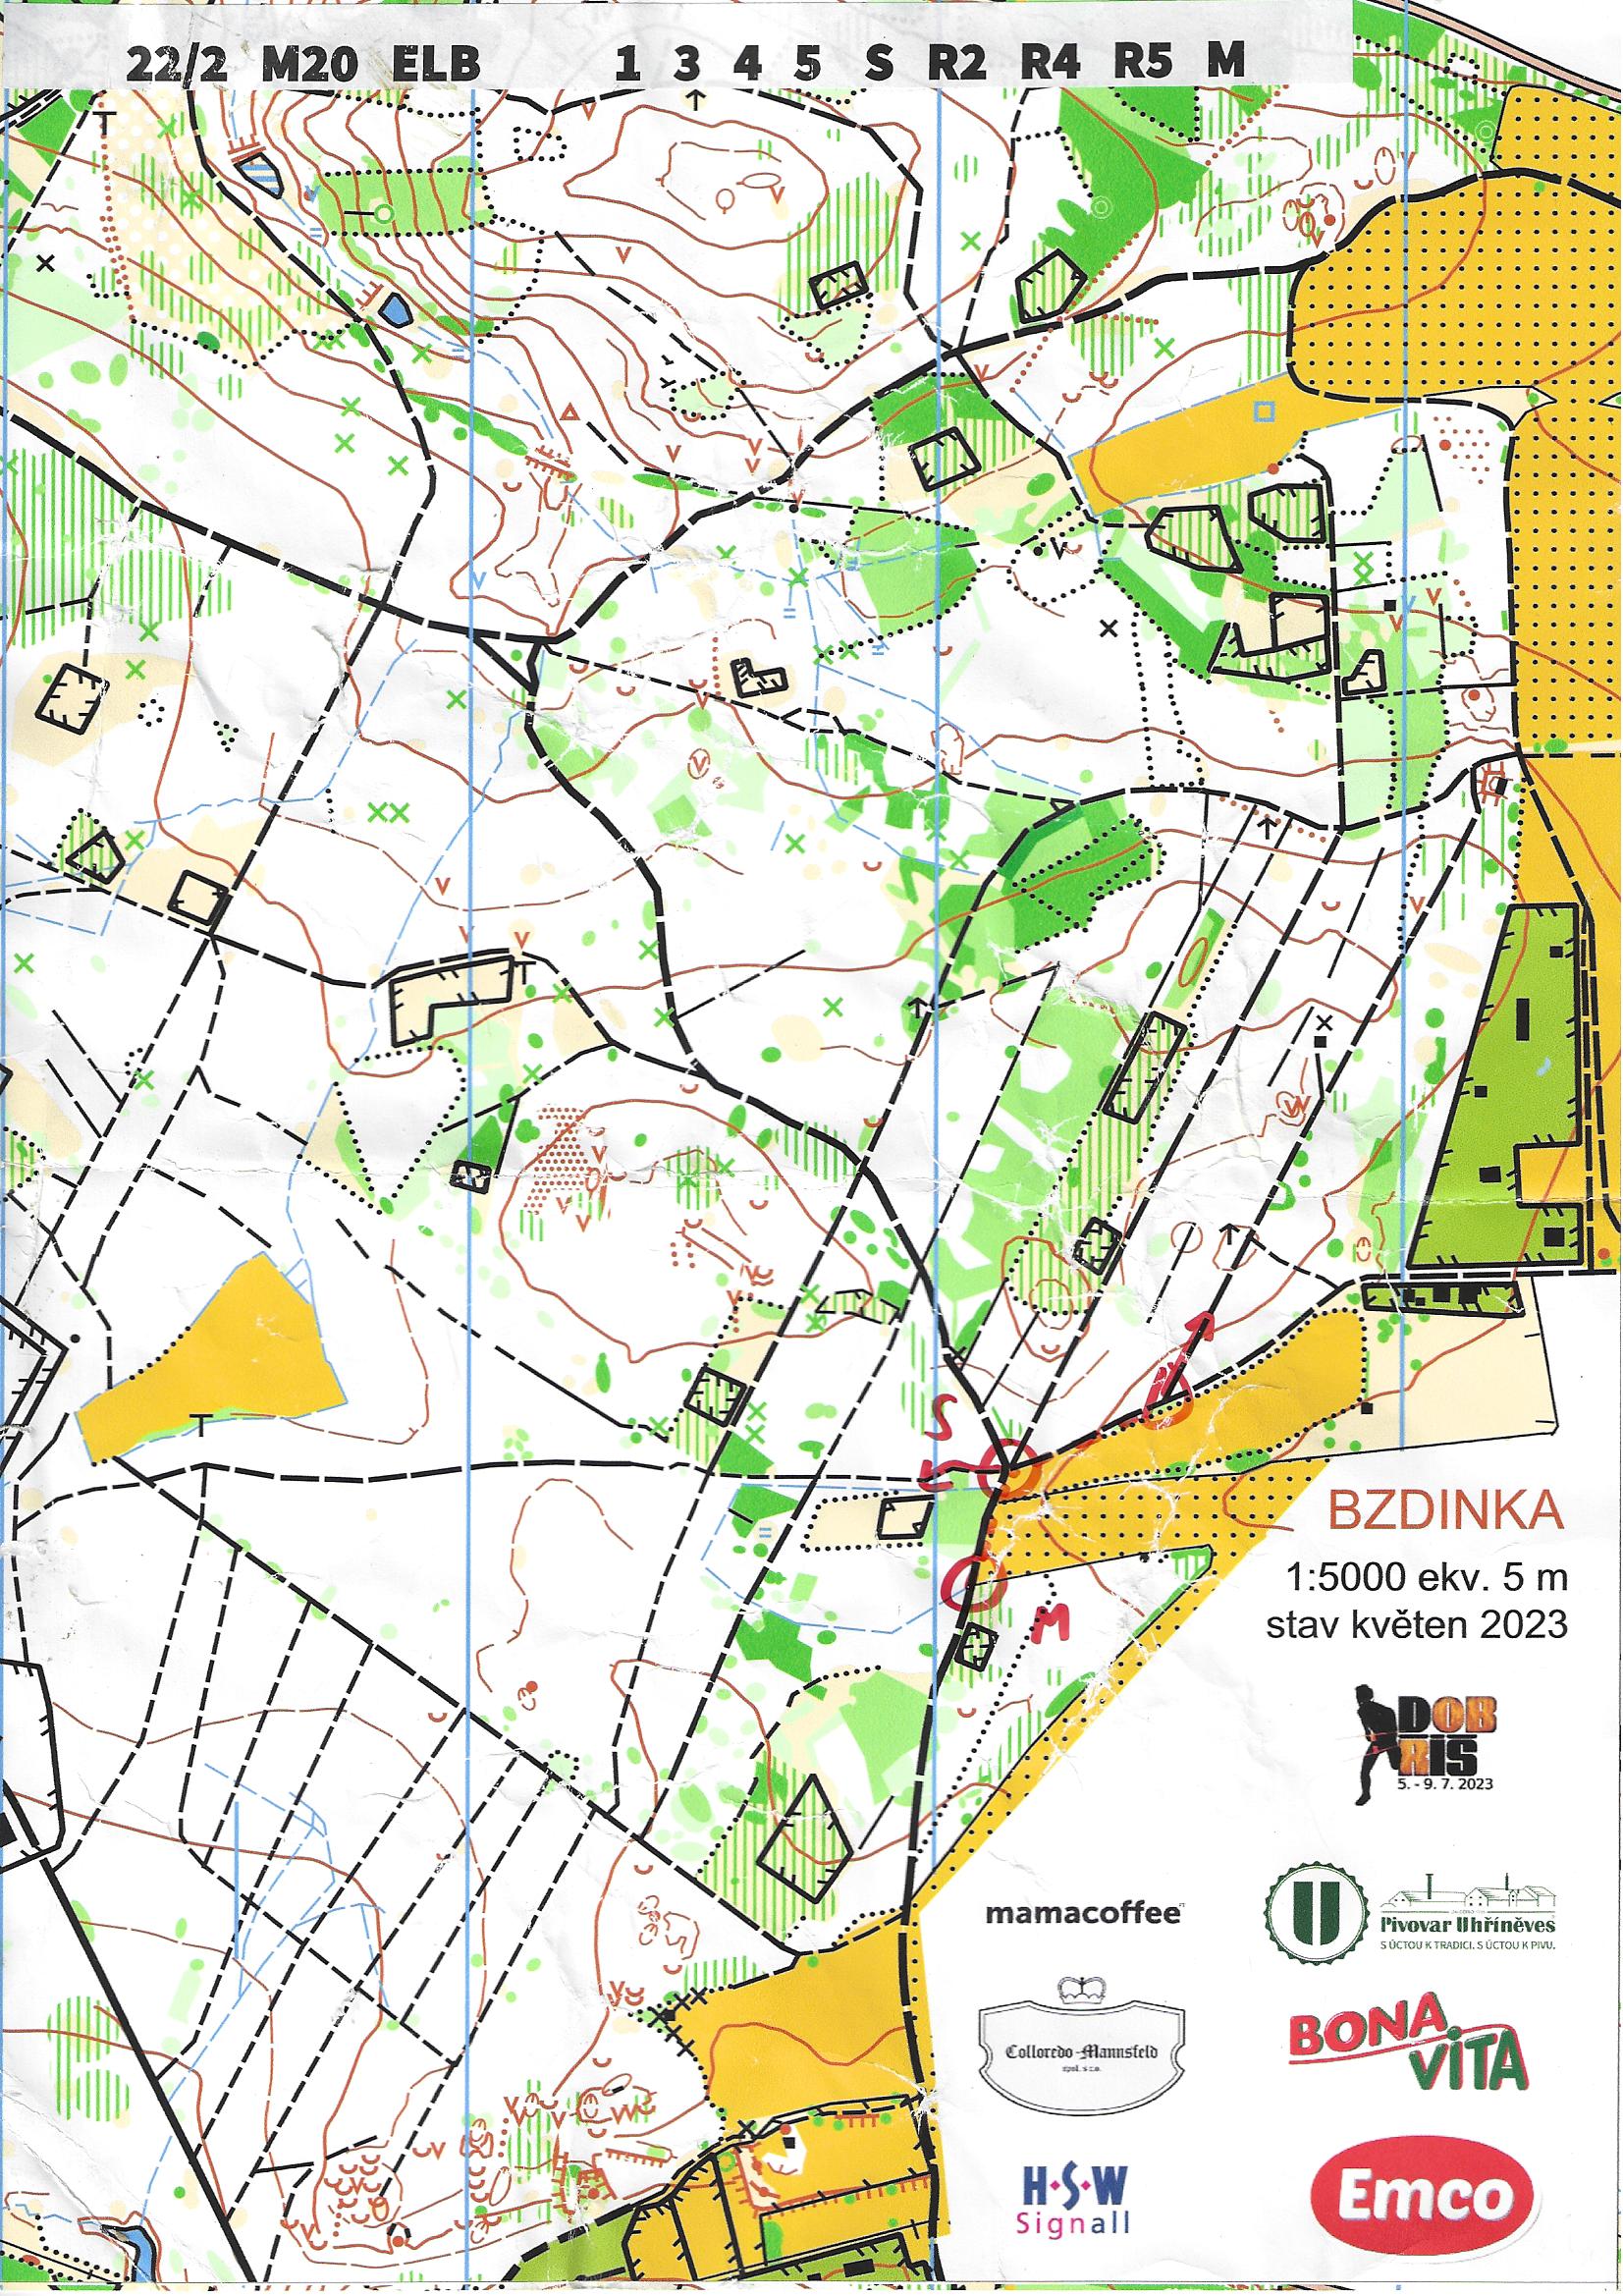 22/2 M20 ELB 1 3 4 5 S R2 R4 R5 M
S
M
BZDINKA
1:5000 ekv. 5 m
stav květen 2023
DOB
RIS
5. - 9. 7. 2023
mamacoffee
U
Pivovar Uhříněves
S ÚCTOU K TRADICI. S ÚCTOU K PIVU.
Colloredo-Mannsfeld
spol. s r.o.
BONA
VITA
H·S·W
Signall
Emco